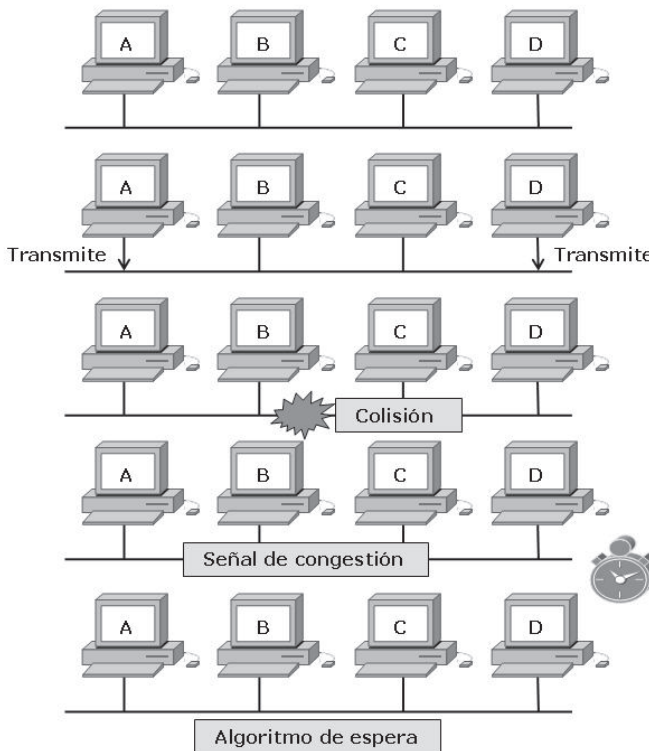 A B C D
A B C D
Transmite Transmite
A B C D
Colisión
A B C D
Señal de congestión
A B C D
Algoritmo de espera